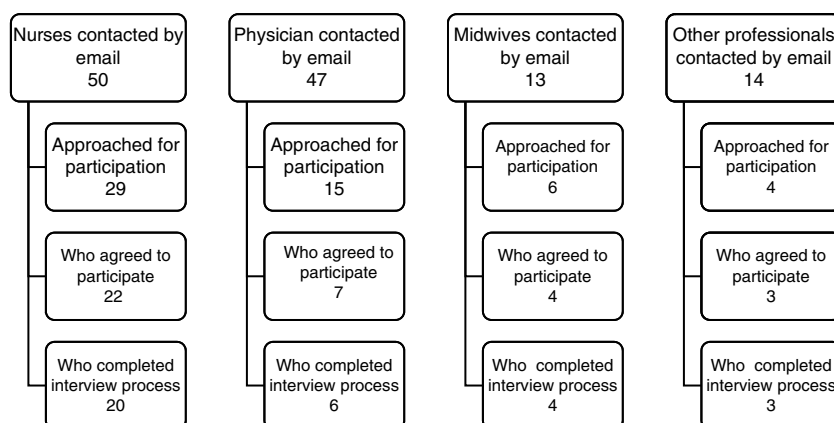 Nurses contacted by
email
50
Approached for
participation
29
Who agreed to
participate
22
Who completed
interview process
20
Physician contacted
by email
47
Approached for
participation
15
Who agreed to
participate
7
Who completed
interview process
6
Midwives contacted
by email
13
Approached for
participation
6
Who agreed to
participate
4
Who completed
interview process
4
Other professionals
contacted by email
14
Approached for
participation
4
Who agreed to
participate
3
Who completed
interview process
3